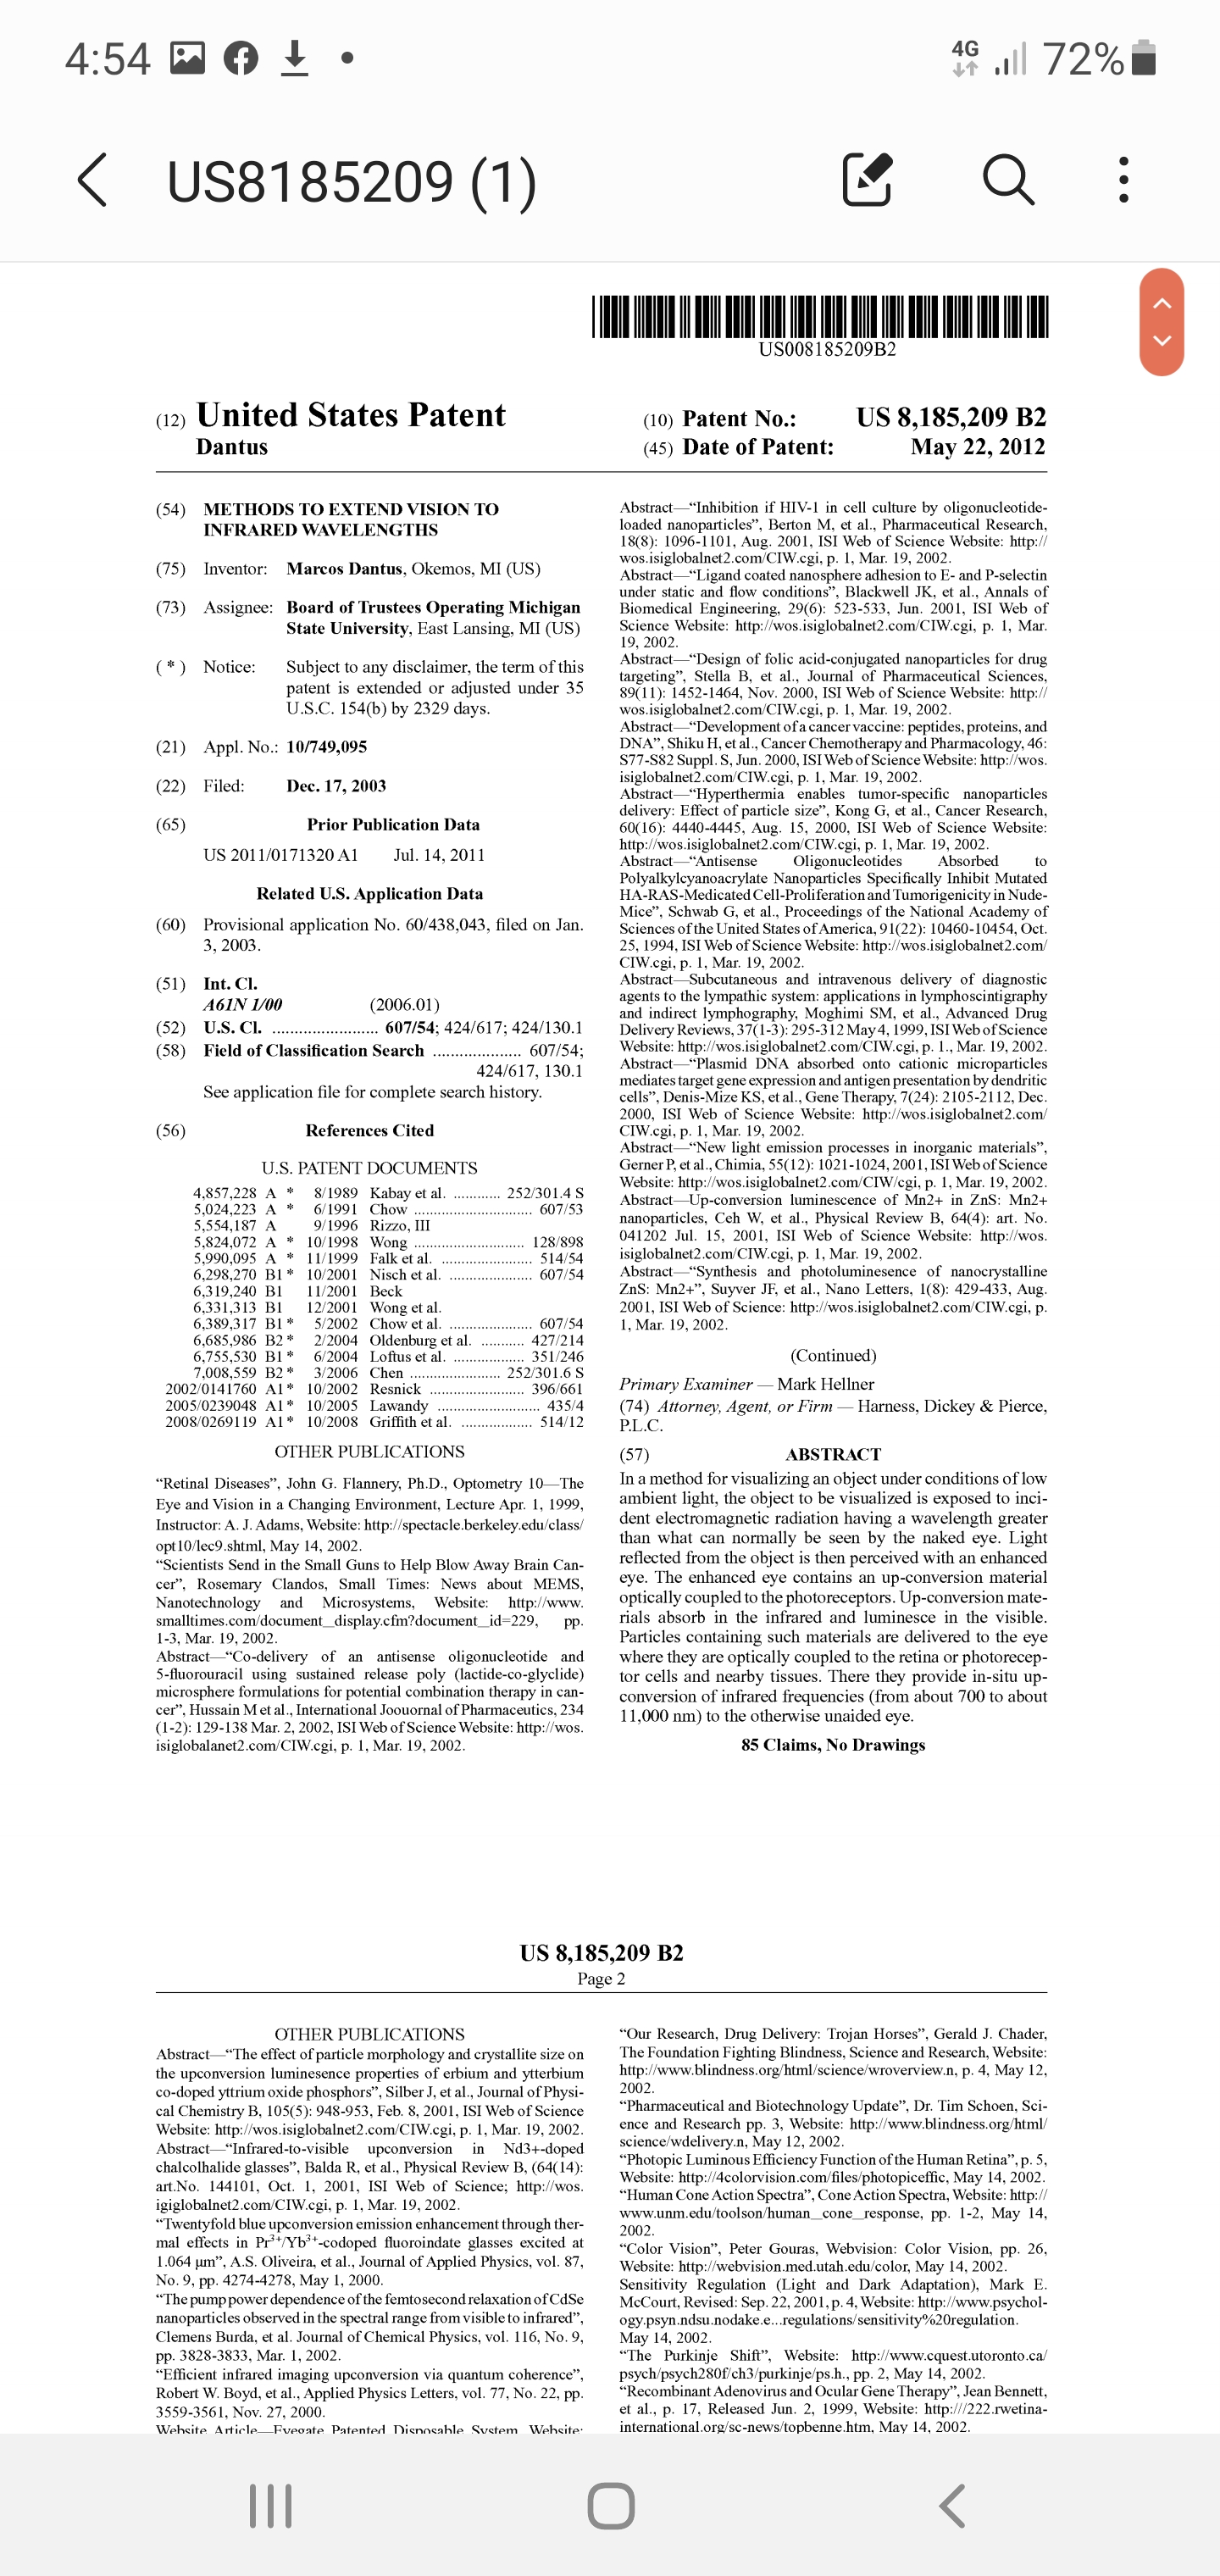 4:54
4G
72%
US8185209 (1)
US008185209B2
(12) United States Patent
Dantus
(10) Patent No.: US 8,185,209 B2
(45) Date of Patent: May 22, 2012
(54) METHODS TO EXTEND VISION TO
INFRARED WAVELENGTHS
(75) Inventor: Marcos Dantus, Okemos, MI (US)
(73) Assignee: Board of Trustees Operating Michigan
State University, East Lansing, MI (US)
( * ) Notice: Subject to any disclaimer, the term of this
patent is extended or adjusted under 35
U.S.C. 154(b) by 2329 days.
(21) Appl. No.: 10/749,095
(22) Filed: Dec. 17, 2003
(65) Prior Publication Data
US 2011/0171320 A1 Jul. 14, 2011
Related U.S. Application Data
(60) Provisional application No. 60/438,043, filed on Jan.
3, 2003.
(51) Int. Cl.
A61N 1/00 (2006.01)
(52) U.S. Cl. ........................ 607/54; 424/617; 424/130.1
(58) Field of Classification Search .................... 607/54;
424/617, 130.1
See application file for complete search history.
(56) References Cited
U.S. PATENT DOCUMENTS
4,857,228 A * 8/1989 Kabay et al. ........... 252/301.4 S
5,024,223 A * 6/1991 Chow ............................ 607/53
5,554,187 A 9/1996 Rizzo, III
5,824,072 A * 10/1998 Wong .......................... 128/898
5,990,095 A * 11/1999 Falk et al. ..................... 514/54
6,298,270 B1 * 10/2001 Nisch et al. ................... 607/54
6,319,240 B1 11/2001 Beck
6,331,313 B1 12/2001 Wong et al.
6,389,317 B1 * 5/2002 Chow et al. ................... 607/54
6,685,986 B2 * 2/2004 Oldenburg et al. .......... 427/214
6,755,530 B1 * 6/2004 Loftus et al. ................. 351/246
7,008,559 B2 * 3/2006 Chen ...................... 252/301.6 S
2002/0141760 A1 * 10/2002 Resnick ...................... 396/661
2005/0239048 A1 * 10/2005 Lawandy ....................... 435/4
2008/0269119 A1 * 10/2008 Griffith et al. ................. 514/12
OTHER PUBLICATIONS
“Retinal Diseases”, John G. Flannery, Ph.D., Optometry 10—The
Eye and Vision in a Changing Environment, Lecture Apr. 1, 1999,
Instructor: A. J. Adams, Website: http://spectacle.berkeley.edu/class/
opt10/lec9.shtml, May 14, 2002.
“Scientists Send in the Small Guns to Help Blow Away Brain Can-
cer”, Rosemary Clandos, Small Times: News about MEMS,
Nanotechnology and Microsystems, Website: http://www.
smalltimes.com/document_display.cfm?document_id=229, pp.
1-3, Mar. 19, 2002.
Abstract—“Co-delivery of an antisense oligonucleotide and
5-fluorouracil using sustained release poly (lactide-co-glyclide)
microsphere formulations for potential combination therapy in can-
cer”, Hussain M et al., International Joouornal of Pharmaceutics, 234
(1-2): 129-138 Mar. 2, 2002, ISI Web of Science Website: http://wos.
isiglobalanet2.com/CIW.cgi, p. 1, Mar. 19, 2002.
Abstract—“Inhibition if HIV-1 in cell culture by oligonucleotide-
loaded nanoparticles”, Berton M, et al., Pharmaceutical Research,
18(8): 1096-1101, Aug. 2001, ISI Web of Science Website: http://
wos.isiglobalnet2.com/CIW.cgi, p. 1, Mar. 19, 2002.
Abstract—“Ligand coated nanosphere adhesion to E- and P-selectin
under static and flow conditions”, Blackwell JK, et al., Annals of
Biomedical Engineering, 29(6): 523-533, Jun. 2001, ISI Web of
Science Website: http://wos.isiglobalnet2.com/CIW.cgi, p. 1, Mar.
19, 2002.
Abstract—“Design of folic acid-conjugated nanoparticles for drug
targeting”, Stella B, et al., Journal of Pharmaceutical Sciences,
89(11): 1452-1464, Nov. 2000, ISI Web of Science Website: http://
wos.isiglobalnet2.com/CIW.cgi, p. 1, Mar. 19, 2002.
Abstract—“Development of a cancer vaccine: peptides, proteins, and
DNA”, Shiku H, et al., Cancer Chemotherapy and Pharmacology, 46:
S77-S82 Suppl. S, Jun. 2000, ISI Web of Science Website: http://wos.
isiglobalnet2.com/CIW.cgi, p. 1, Mar. 19, 2002.
Abstract—“Hyperthermia enables tumor-specific nanoparticles
delivery: Effect of particle size”, Kong G, et al., Cancer Research,
60(16): 4440-4445, Aug. 15, 2000, ISI Web of Science Website:
http://wos.isiglobalnet2.com/CIW.cgi, p. 1, Mar. 19, 2002.
Abstract—“Antisense Oligonucleotides Absorbed to
Polyalkylcyanoacrylate Nanoparticles Specifically Inhibit Mutated
HA-RAS-Medicated Cell-Proliferation and Tumorigenicity in Nude-
Mice”, Schwab G, et al., Proceedings of the National Academy of
Sciences of the United States of America, 91(22): 10460-10454, Oct.
25, 1994, ISI Web of Science Website: http://wos.isiglobalnet2.com/
CIW.cgi, p. 1, Mar. 19, 2002.
Abstract—Subcutaneous and intravenous delivery of diagnostic
agents to the lympathic system: applications in lymphoscintigraphy
and indirect lymphography, Moghimi SM, et al., Advanced Drug
Delivery Reviews, 37(1-3): 295-312 May 4, 1999, ISI Web of Science
Website: http://wos.isiglobalnet2.com/CIW.cgi, p. 1., Mar. 19, 2002.
Abstract—“Plasmid DNA absorbed onto cationic microparticles
mediates target gene expression and antigen presentation by dendritic
cells”, Denis-Mize KS, et al., Gene Therapy, 7(24): 2105-2112, Dec.
2000, ISI Web of Science Website: http://wos.isiglobalnet2.com/
CIW.cgi, p. 1, Mar. 19, 2002.
Abstract—“New light emission processes in inorganic materials”,
Gerner P, et al., Chimia, 55(12): 1021-1024, 2001, ISI Web of Science
Website: http://wos.isiglobalnet2.com/CIW/cgi, p. 1, Mar. 19, 2002.
Abstract—Up-conversion luminescence of Mn2+ in ZnS: Mn2+
nanoparticles, Ceh W, et al., Physical Review B, 64(4): art. No.
041202 Jul. 15, 2001, ISI Web of Science Website: http://wos.
isiglobalnet2.com/CIW.cgi, p. 1, Mar. 19, 2002.
Abstract—“Synthesis and photoluminesence of nanocrystalline
ZnS: Mn2+”, Suyver JF, et al., Nano Letters, 1(8): 429-433, Aug.
2001, ISI Web of Science: http://wos.isiglobalnet2.com/CIW.cgi, p.
1, Mar. 19, 2002.
(Continued)
Primary Examiner — Mark Hellner
(74) Attorney, Agent, or Firm — Harness, Dickey & Pierce,
P.L.C.
(57) ABSTRACT
In a method for visualizing an object under conditions of low
ambient light, the object to be visualized is exposed to inci-
dent electromagnetic radiation having a wavelength greater
than what can normally be seen by the naked eye. Light
reflected from the object is then perceived with an enhanced
eye. The enhanced eye contains an up-conversion material
optically coupled to the photoreceptors. Up-conversion mate-
rials absorb in the infrared and luminesce in the visible.
Particles containing such materials are delivered to the eye
where they are optically coupled to the retina or photorecep-
tor cells and nearby tissues. There they provide in-situ up-
conversion of infrared frequencies (from about 700 to about
11,000 nm) to the otherwise unaided eye.
85 Claims, No Drawings
US 8,185,209 B2
Page 2
OTHER PUBLICATIONS
Abstract—“The effect of particle morphology and crystallite size on
the upconversion luminesence properties of erbium and ytterbium
co-doped yttrium oxide phosphors”, Silber J, et al., Journal of Physi-
cal Chemistry B, 105(5): 948-953, Feb. 8, 2001, ISI Web of Science
Website: http://wos.isiglobalnet2.com/CIW.cgi, p. 1, Mar. 19, 2002.
Abstract—“Infrared-to-visible upconversion in Nd3+-doped
chalcolhalide glasses”, Balda R, et al., Physical Review B, (64(14):
art.No. 144101, Oct. 1, 2001, ISI Web of Science; http://wos.
igiglobalnet2.com/CIW.cgi, p. 1, Mar. 19, 2002.
“Twentyfold blue upconversion emission enhancement through ther-
mal effects in Pr³⁺/Yb³⁺-codoped fluoroindate glasses excited at
1.064 μm”, A.S. Oliveira, et al., Journal of Applied Physics, vol. 87,
No. 9, pp. 4274-4278, May 1, 2000.
“The pump power dependence of the femtosecond relaxation of CdSe
nanoparticles observed in the spectral range from visible to infrared”,
Clemens Burda, et al. Journal of Chemical Physics, vol. 116, No. 9,
pp. 3828-3833, Mar. 1, 2002.
“Efficient infrared imaging upconversion via quantum coherence”,
Robert W. Boyd, et al., Applied Physics Letters, vol. 77, No. 22, pp.
3559-3561, Nov. 27, 2000.
Website Article—Eyegate Patented Disposable System, Website:
“Our Research, Drug Delivery: Trojan Horses”, Gerald J. Chader,
The Foundation Fighting Blindness, Science and Research, Website:
http://www.blindness.org/html/science/wroverview.n, p. 4, May 12,
2002.
“Pharmaceutical and Biotechnology Update”, Dr. Tim Schoen, Sci-
ence and Research pp. 3, Website: http://www.blindness.org/html/
science/wdelivery.n, May 12, 2002.
“Photopic Luminous Efficiency Function of the Human Retina”, p. 5,
Website: http://4colorvision.com/files/photopiceffic, May 14, 2002.
“Human Cone Action Spectra”, Cone Action Spectra, Website: http://
www.unm.edu/toolson/human_cone_response, pp. 1-2, May 14,
2002.
“Color Vision”, Peter Gouras, Webvision: Color Vision, pp. 26,
Website: http://webvision.med.utah.edu/color, May 14, 2002.
Sensitivity Regulation (Light and Dark Adaptation), Mark E.
McCourt, Revised: Sep. 22, 2001, p. 4, Website: http://www.psychol-
ogy.psyn.ndsu.nodake.e...regulations/sensitivity%20regulation.
May 14, 2002.
“The Purkinje Shift”, Website: http://www.cquest.utoronto.ca/
psych/psych280f/ch3/purkinje/ps.h., pp. 2, May 14, 2002.
“Recombinant Adenovirus and Ocular Gene Therapy”, Jean Bennett,
et al., p. 17, Released Jun. 2, 1999, Website: http:///222.rwetina-
international.org/sc-news/topbenne.htm, May 14, 2002.